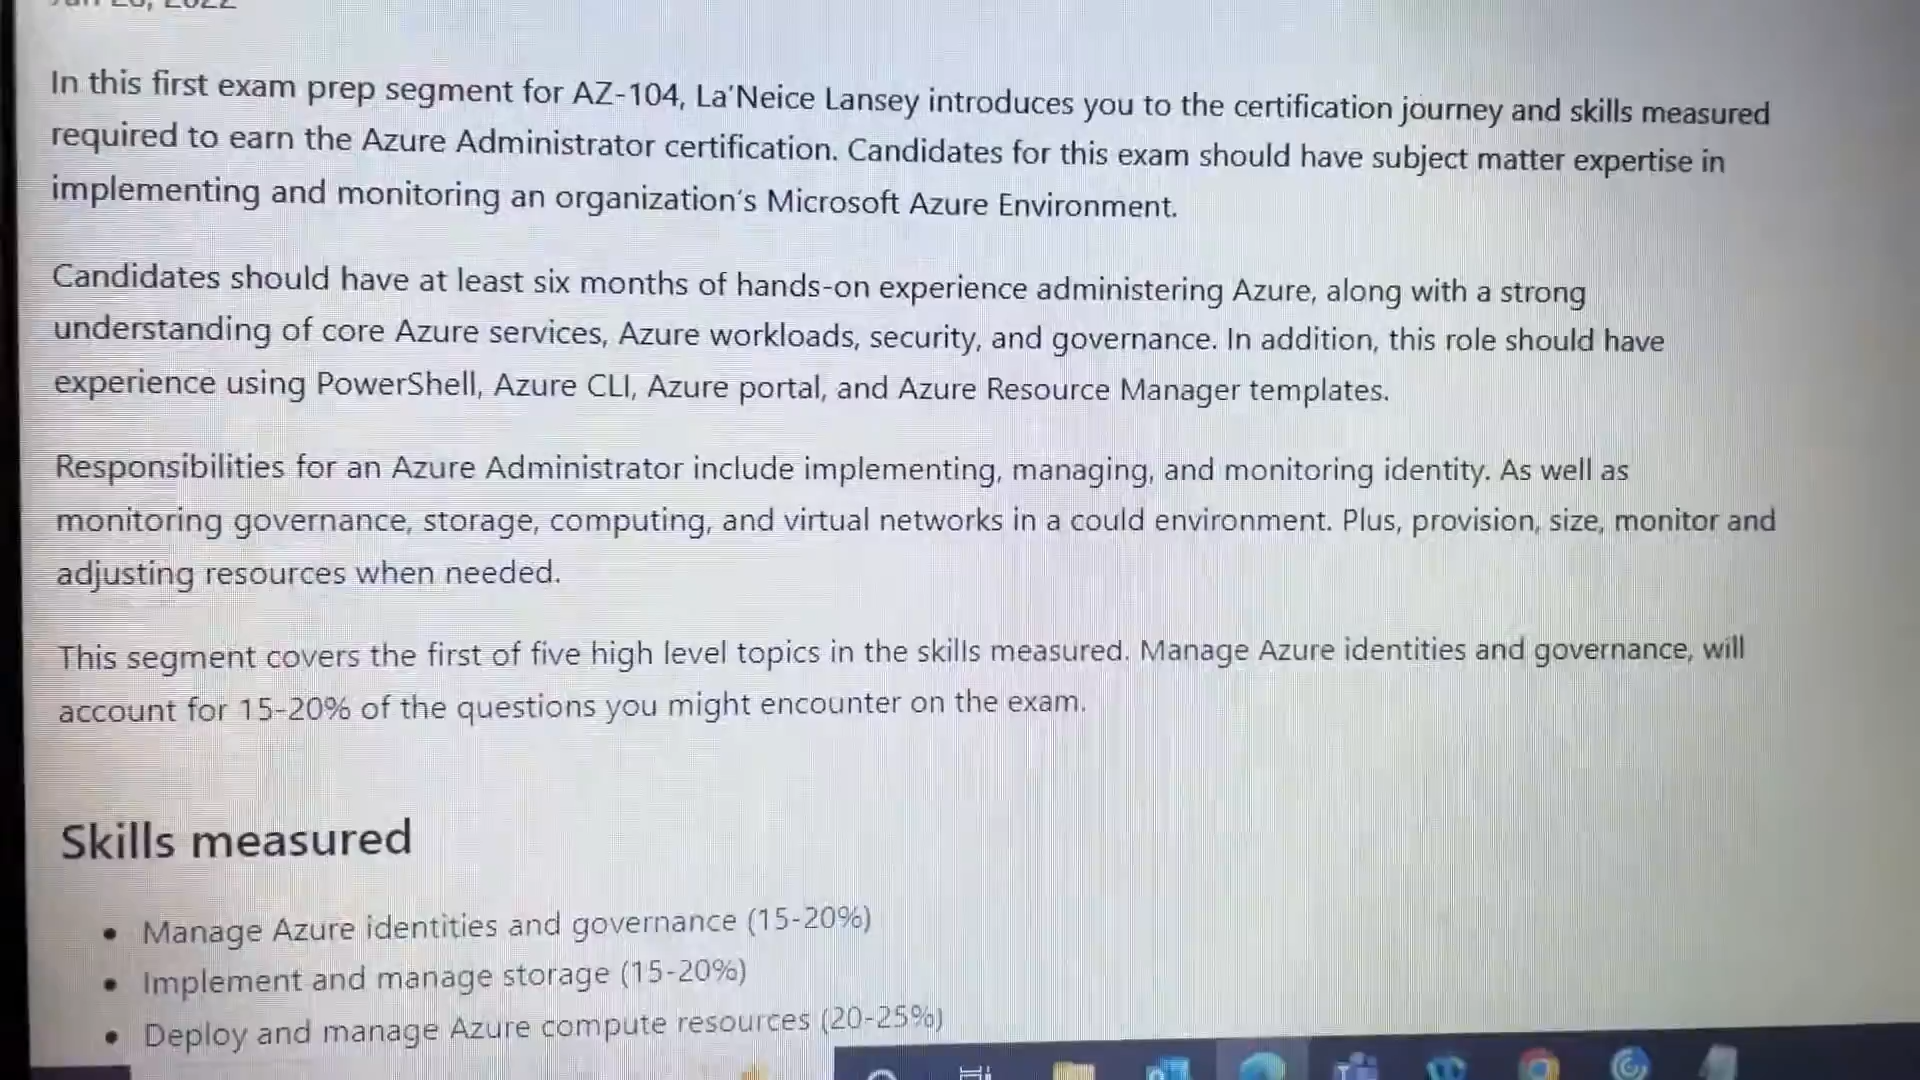 In this first exam prep segment for AZ-104, La'Neice Lansey introduces you to the certification journey and skills measured
required to earn the Azure Administrator certification. Candidates for this exam should have subject matter expertise in
implementing and monitoring an organization's Microsoft Azure Environment.
Candidates should have at least six months of hands-on experience administering Azure, along with a strong
understanding of core Azure services, Azure workloads, security, and governance. In addition, this role should have
experience using PowerShell, Azure CLI, Azure portal, and Azure Resource Manager templates.
Responsibilities for an Azure Administrator include implementing, managing, and monitoring identity. As well as
monitoring governance, storage, computing, and virtual networks in a could environment. Plus, provision, size, monitor and
adjusting resources when needed.
This segment covers the first of five high level topics in the skills measured. Manage Azure identities and governance, will
account for 15-20% of the questions you might encounter on the exam.
Skills measured
• Manage Azure identities and governance (15-20%)
• Implement and manage storage (15-20%)
• Deploy and manage Azure compute resources (20-25%)